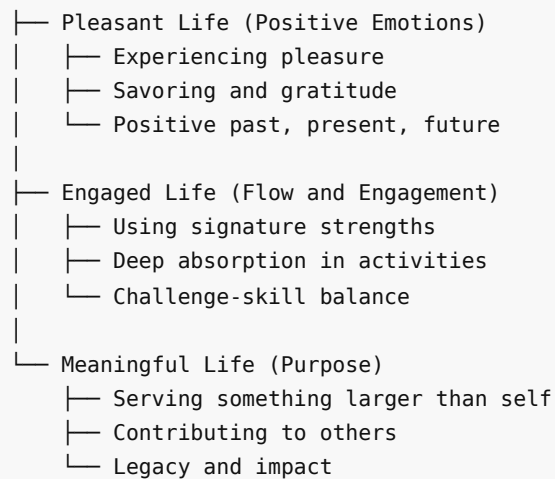 ├── Pleasant Life (Positive Emotions)
│   ├── Experiencing pleasure
│   ├── Savoring and gratitude
│   └── Positive past, present, future
│
├── Engaged Life (Flow and Engagement)
│   ├── Using signature strengths
│   ├── Deep absorption in activities
│   └── Challenge-skill balance
│
└── Meaningful Life (Purpose)
    ├── Serving something larger than self
    ├── Contributing to others
    └── Legacy and impact